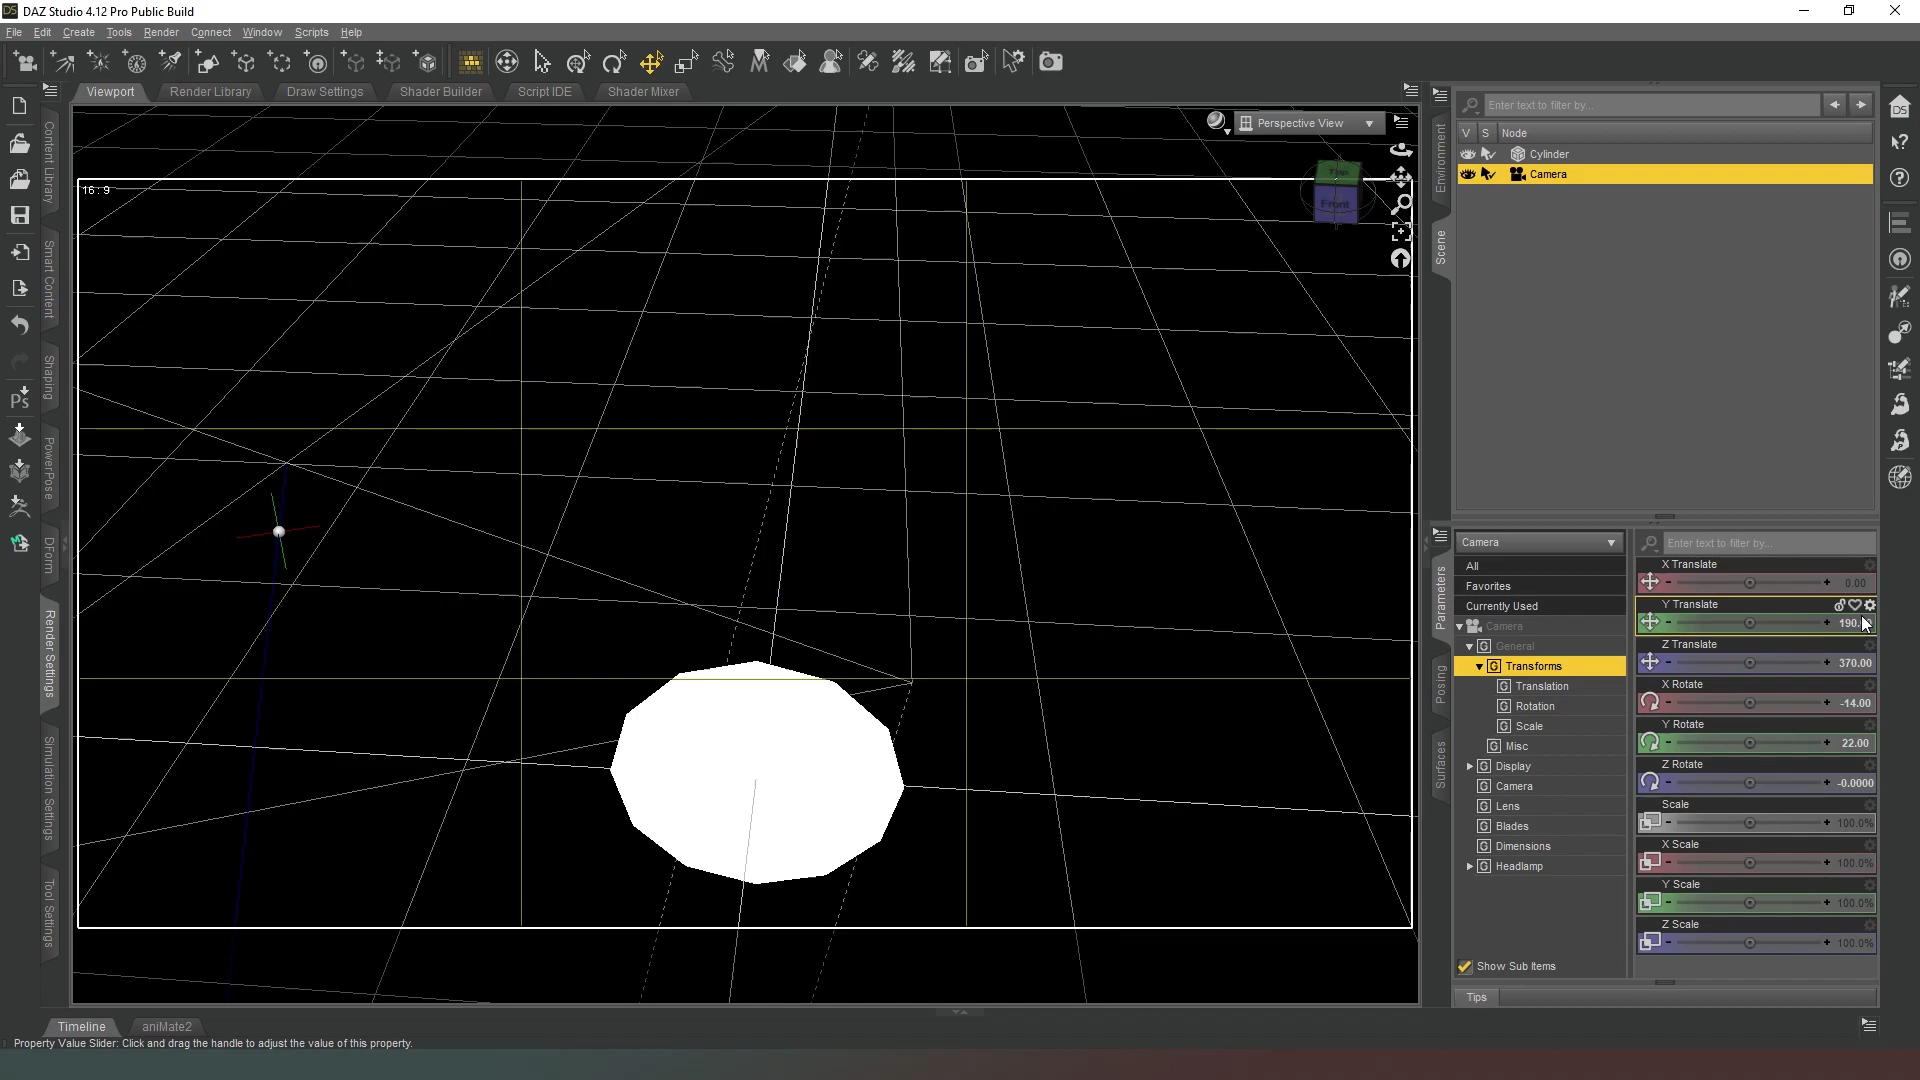 DAZ Studio 4.12 Pro Public Build
File Edit Create Tools Render Connect Window Scripts Help
Viewport Render Library Draw Settings Shader Builder Script IDE Shader Mixer
Perspective View
16 : 9
Top
Front
Content Library
Smart Content
Shaping
PowerPose
DForm
Render Settings
Simulation Settings
Tool Settings
Ps
Environment
Scene
Enter text to filter by...
V S Node
Cylinder
Camera
DS
Parameters
Posing
Surfaces
Camera
All
Favorites
Currently Used
Camera
General
Transforms
Translation
Rotation
Scale
Misc
Display
Camera
Lens
Blades
Dimensions
Headlamp
Show Sub Items
Enter text to filter by...
X Translate
0.00
Y Translate
Z Translate
370.00
X Rotate
-14.00
Y Rotate
22.00
Z Rotate
-0.0000
Scale
100.0%
X Scale
100.0%
Y Scale
100.0%
Z Scale
100.0%
Tips
Timeline aniMate2
Property Value Slider: Click and drag the handle to adjust the value of this property.